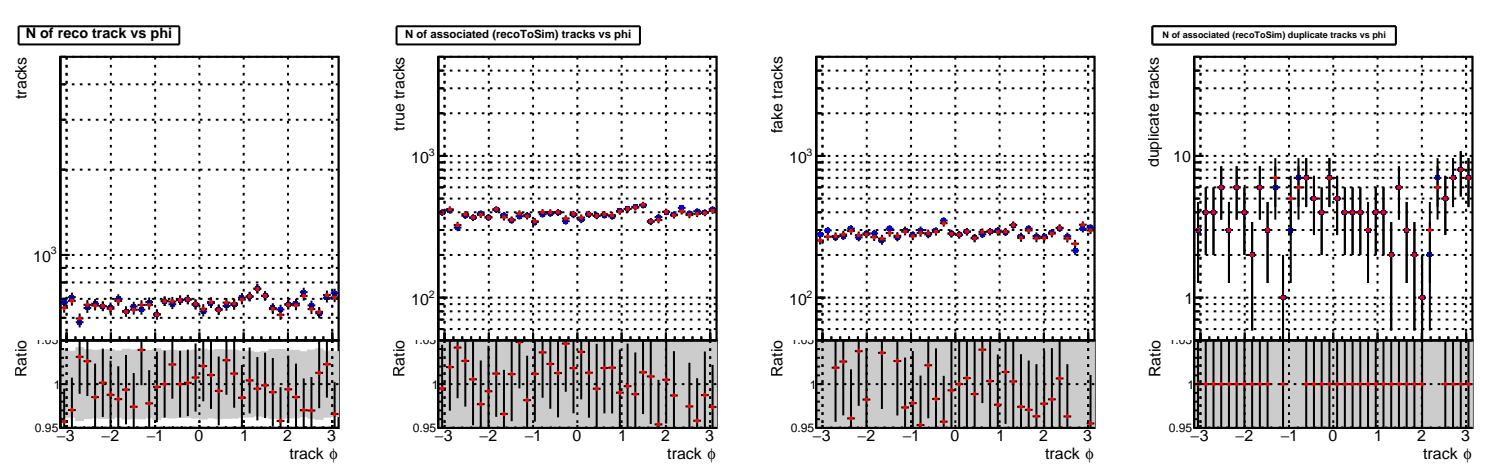 N of reco track vs phi
N of associated (recoToSim) tracks vs phi
N of associated (recoToSim) duplicate tracks vs phi
tracks
10³
Ratio
1
0.95
−3 −2 −1 0 1 2 3
track ϕ
true tracks
10³
10²
Ratio
1
0.95
−3 −2 −1 0 1 2 3
track ϕ
fake tracks
10³
10²
Ratio
1
0.95
−3 −2 −1 0 1 2 3
track ϕ
duplicate tracks
10
1
Ratio
1
0.95
−3 −2 −1 0 1 2 3
track ϕ